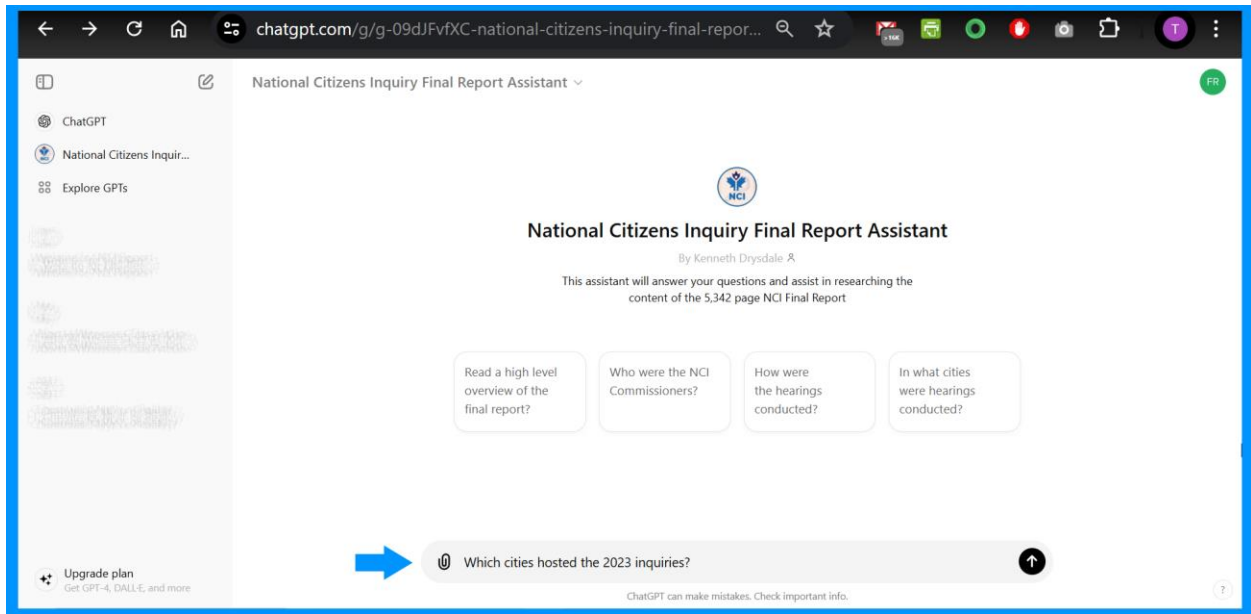 chatgpt.com/g/g-09dJFvfXC-national-citizens-inquiry-final-repor...
>16K
T
National Citizens Inquiry Final Report Assistant
FR
ChatGPT
National Citizens Inquir...
Explore GPTs
NCI
National Citizens Inquiry Final Report Assistant
By Kenneth Drysdale
This assistant will answer your questions and assist in researching the
content of the 5,342 page NCI Final Report
Read a high level
overview of the
final report?
Who were the NCI
Commissioners?
How were
the hearings
conducted?
In what cities
were hearings
conducted?
Which cities hosted the 2023 inquiries?
Upgrade plan
Get GPT-4, DALL·E, and more
ChatGPT can make mistakes. Check important info.
?